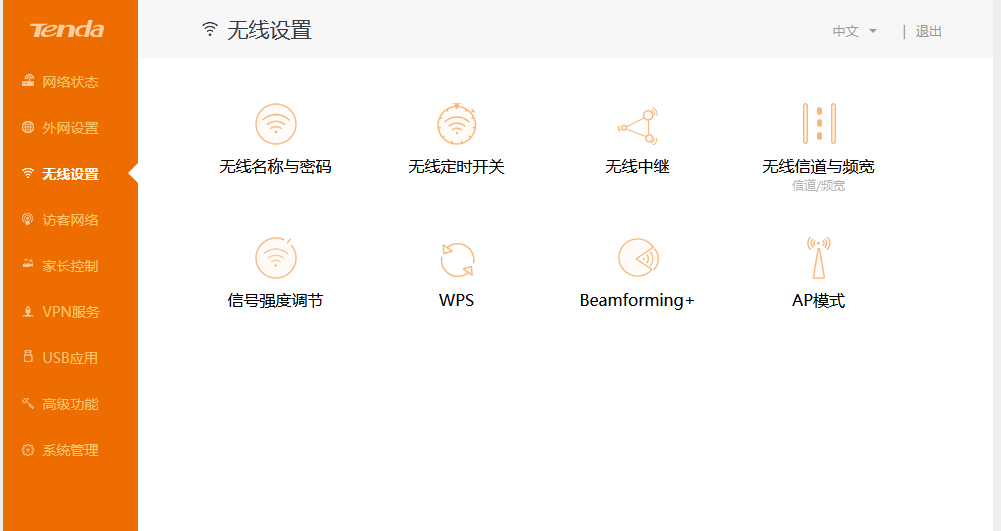 Tenda
无线设置
中文
|
退出
网络状态
外网设置
无线设置
访客网络
家长控制
VPN服务
USB应用
高级功能
系统管理
无线名称与密码
无线定时开关
无线中继
无线信道与频宽
信道/频宽
信号强度调节
WPS
Beamforming+
AP模式